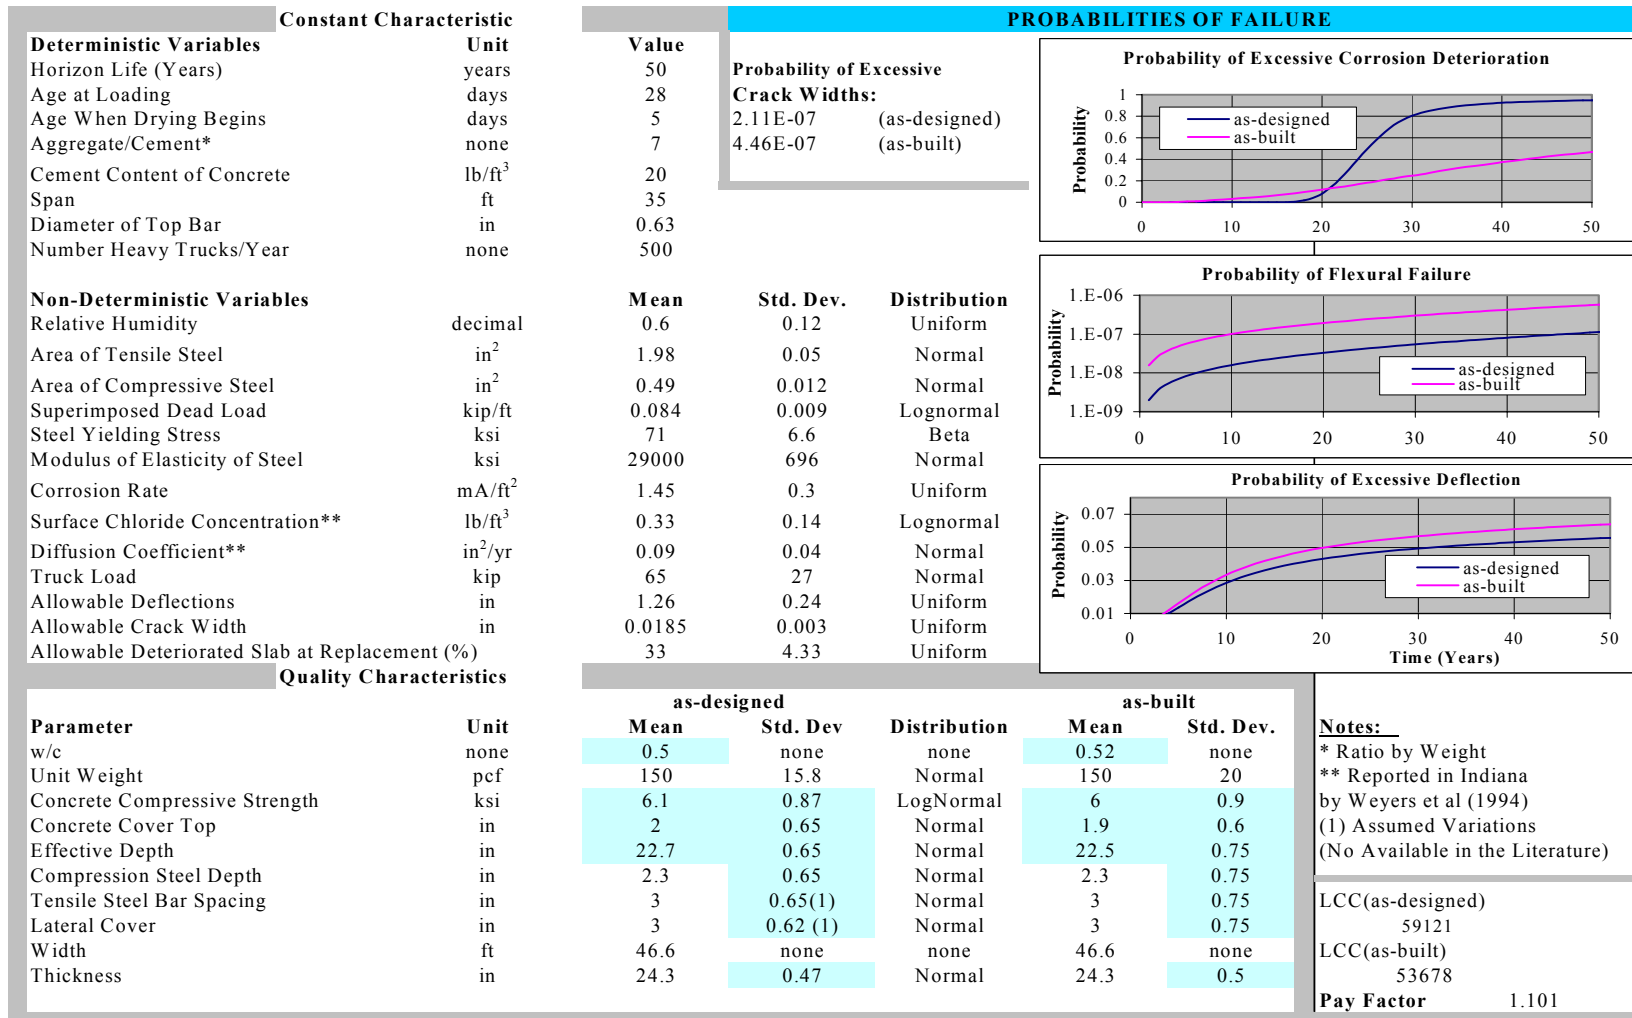 Constant Characteristic
Deterministic Variables Unit Value
Horizon Life (Years) years 50
Age at Loading days 28
Age When Drying Begins days 5
Aggregate/Cement* none 7
Cement Content of Concrete lb/ft3 20
Span ft 35
Diameter of Top Bar in 0.63
Number Heavy Trucks/Year none 500
Non-Deterministic Variables Mean Std. Dev. Distribution
Relative Humidity decimal 0.6 0.12 Uniform
Area of Tensile Steel in2 1.98 0.05 Normal
Area of Compressive Steel in2 0.49 0.012 Normal
Superimposed Dead Load kip/ft 0.084 0.009 Lognormal
Steel Yielding Stress ksi 71 6.6 Beta
Modulus of Elasticity of Steel ksi 29000 696 Normal
Corrosion Rate mA/ft2 1.45 0.3 Uniform
Surface Chloride Concentration** lb/ft3 0.33 0.14 Lognormal
Diffusion Coefficient** in2/yr 0.09 0.04 Normal
Truck Load kip 65 27 Normal
Allowable Deflections in 1.26 0.24 Uniform
Allowable Crack Width in 0.0185 0.003 Uniform
Allowable Deteriorated Slab at Replacement (%) 33 4.33 Uniform
PROBABILITIES OF FAILURE
Probability of Excessive
Crack Widths:
2.11E-07 (as-designed)
4.46E-07 (as-built)
Probability of Excessive Corrosion Deterioration
Probability
1
0.8
0.6
0.4
0.2
0
as-designed
as-built
0 10 20 30 40 50
Probability of Flexural Failure
Probability
1.E-06
1.E-07
1.E-08
1.E-09
as-designed
as-built
0 10 20 30 40 50
Probability of Excessive Deflection
Probability
0.07
0.05
0.03
0.01
as-designed
as-built
0 10 20 30 40 50
Time (Years)
Quality Characteristics
as-designed as-built
Parameter Unit Mean Std. Dev Distribution Mean Std. Dev.
w/c none 0.5 none none 0.52 none
Unit Weight pcf 150 15.8 Normal 150 20
Concrete Compressive Strength ksi 6.1 0.87 LogNormal 6 0.9
Concrete Cover Top in 2 0.65 Normal 1.9 0.6
Effective Depth in 22.7 0.65 Normal 22.5 0.75
Compression Steel Depth in 2.3 0.65 Normal 2.3 0.75
Tensile Steel Bar Spacing in 3 0.65(1) Normal 3 0.75
Lateral Cover in 3 0.62 (1) Normal 3 0.75
Width ft 46.6 none none 46.6 none
Thickness in 24.3 0.47 Normal 24.3 0.5
Notes:
* Ratio by Weight
** Reported in Indiana
by Weyers et al (1994)
(1) Assumed Variations
(No Available in the Literature)
LCC(as-designed)
59121
LCC(as-built)
53678
Pay Factor 1.101